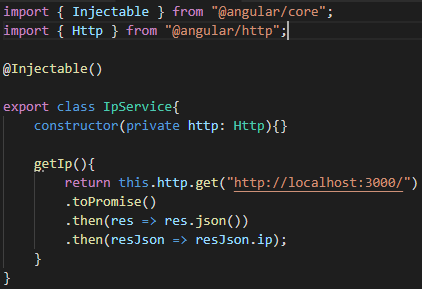 import { Injectable } from "@angular/core";
import { Http } from "@angular/http";
@Injectable()
export class IpService{
constructor(private http: Http){}
getIp(){
return this.http.get("http://localhost:3000/")
.toPromise()
.then(res => res.json())
.then(resJson => resJson.ip);
}
}